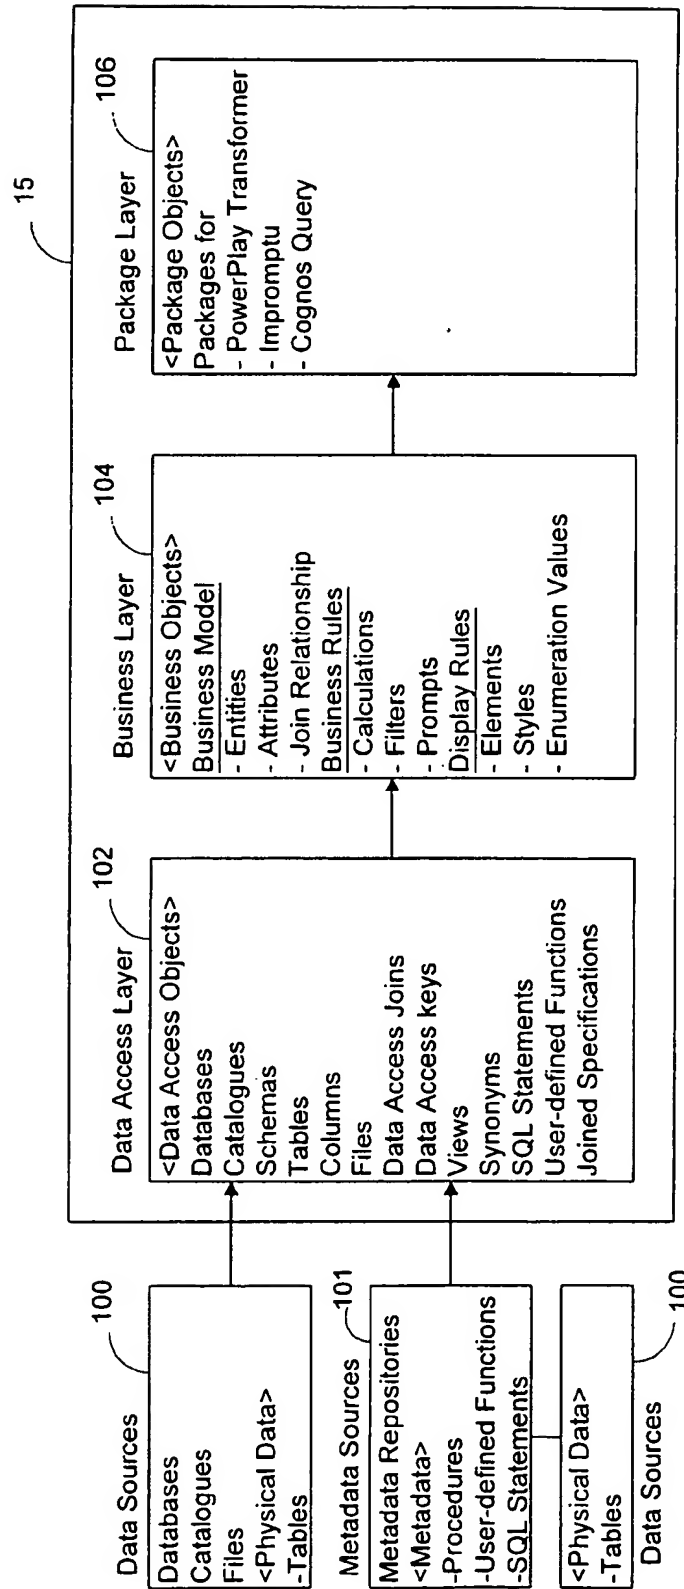 15
Data Sources
100
Databases
Catalogues
Files
<Physical Data>
-Tables
Metadata Sources
101
Metadata Repositories
<Metadata>
-Procedures
-User-defined Functions
-SQL Statements
<Physical Data>
-Tables
100
Data Sources
Data Access Layer
102
<Data Access Objects>
Databases
Catalogues
Schemas
Tables
Columns
Files
Data Access Joins
Data Access keys
Views
Synonyms
SQL Statements
User-defined Functions
Joined Specifications
Business Layer
104
<Business Objects>
Business Model
- Entities
- Attributes
- Join Relationship
Business Rules
- Calculations
- Filters
- Prompts
Display Rules
- Elements
- Styles
- Enumeration Values
Package Layer
106
<Package Objects>
Packages for
- PowerPlay Transformer
- Impromptu
- Cognos Query